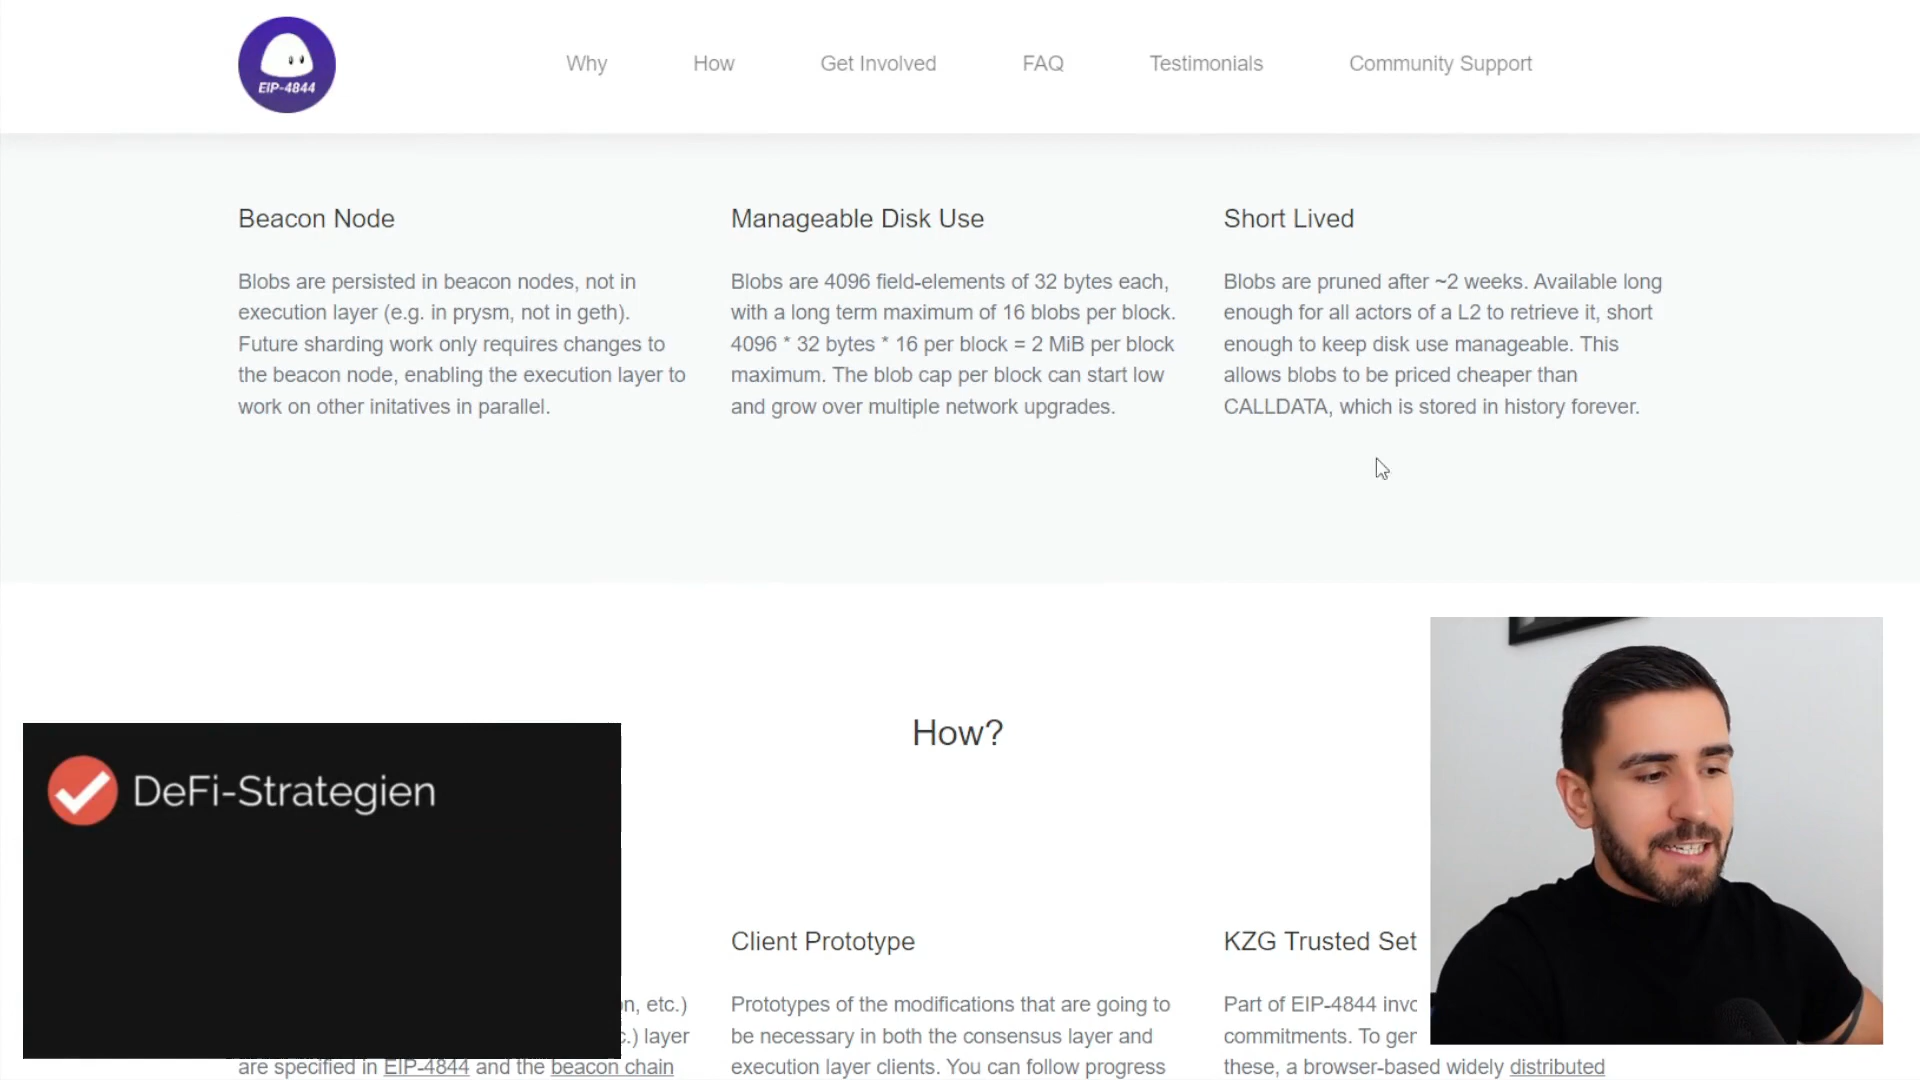 EIP-4844
Why
How
Get Involved
FAQ
Testimonials
Community Support
Beacon Node
Blobs are persisted in beacon nodes, not in
execution layer (e.g. in prysm, not in geth).
Future sharding work only requires changes to
the beacon node, enabling the execution layer to
work on other initatives in parallel.
Manageable Disk Use
Blobs are 4096 field-elements of 32 bytes each,
with a long term maximum of 16 blobs per block.
4096 * 32 bytes * 16 per block = 2 MiB per block
maximum. The blob cap per block can start low
and grow over multiple network upgrades.
Short Lived
Blobs are pruned after ~2 weeks. Available long
enough for all actors of a L2 to retrieve it, short
enough to keep disk use manageable. This
allows blobs to be priced cheaper than
CALLDATA, which is stored in history forever.
How?
DeFi-Strategien
etc.)
layer
are specified in EIP-4844 and the beacon chain
Client Prototype
Prototypes of the modifications that are going to
be necessary in both the consensus layer and
execution layer clients. You can follow progress
KZG Trusted Set
Part of EIP-4844
commitments. To
these, a browser-based widely distributed